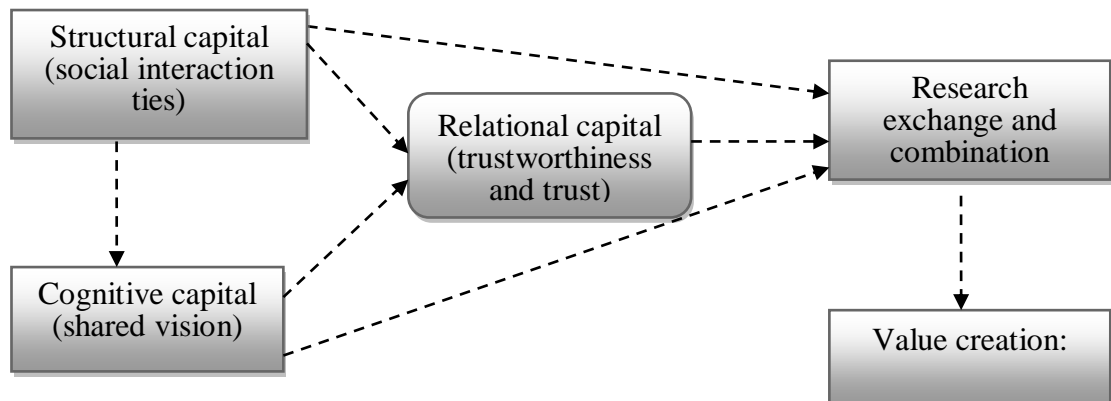 Structural capital
(social interaction
ties)
Relational capital
(trustworthiness
and trust)
Research
exchange and
combination
Cognitive capital
(shared vision)
Value creation: